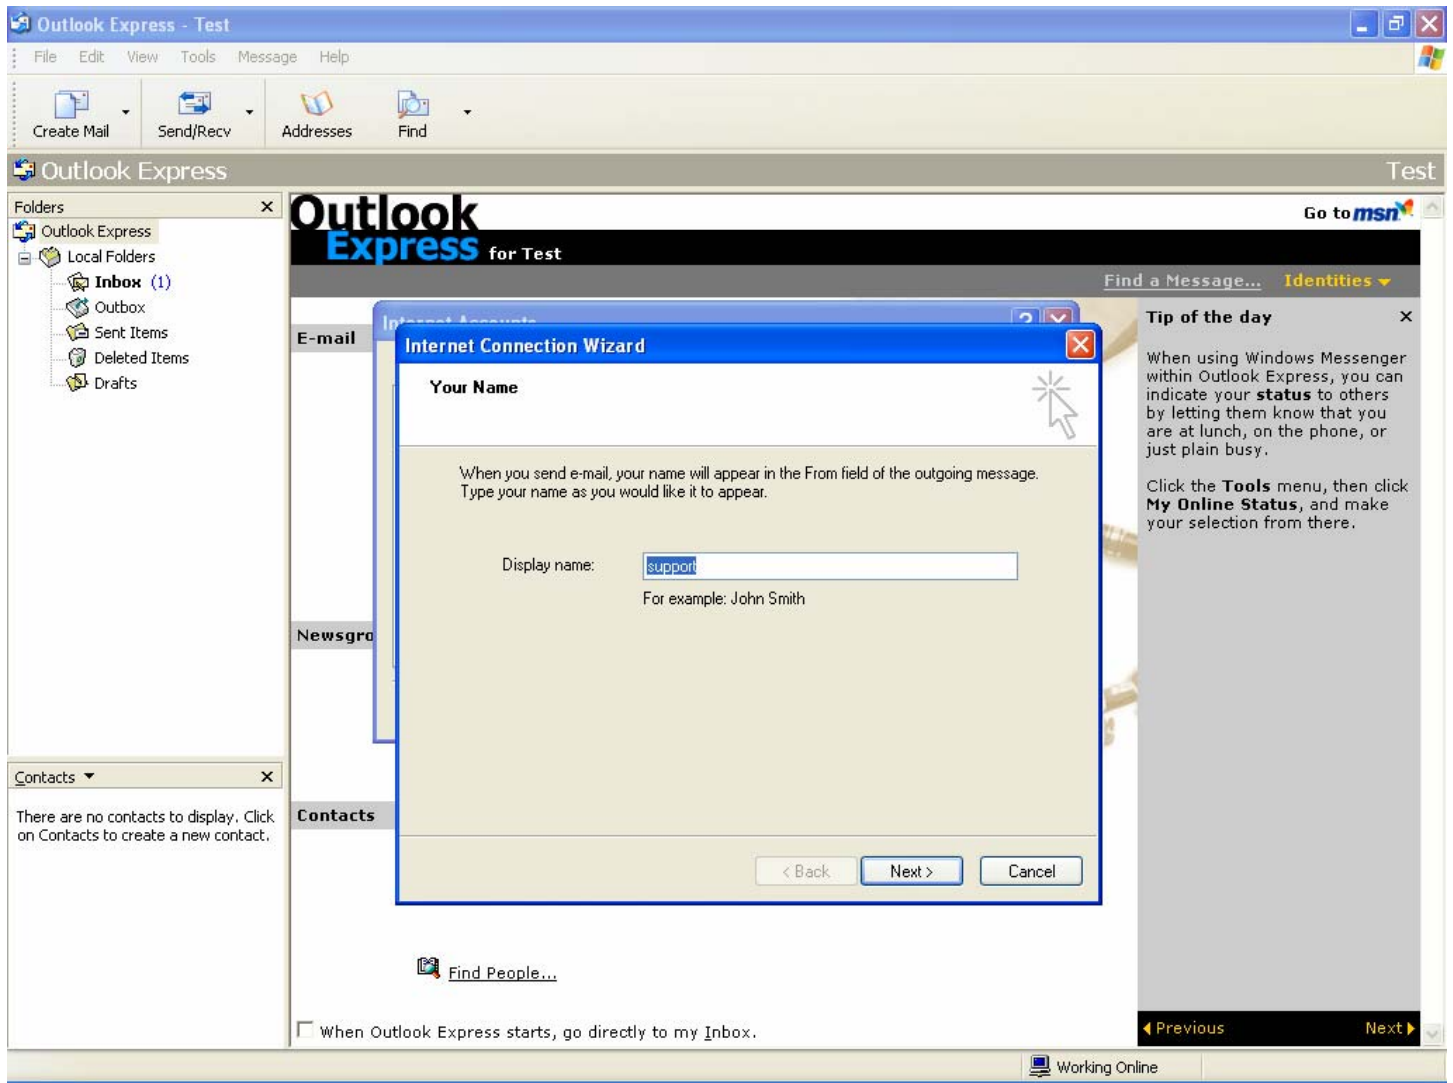 Outlook Express - Test
File Edit View Tools Message Help
Create Mail Send/Recv Addresses Find
Outlook Express Test
Folders
Outlook Express
Local Folders
Inbox (1)
Outbox
Sent Items
Deleted Items
Drafts
Contacts
There are no contacts to display. Click
on Contacts to create a new contact.
Outlook
Express for Test
Go to msn
Find a Message... Identities
E-mail
Newsgro
Contacts
Find People...
When Outlook Express starts, go directly to my Inbox.
Internet Accounts
Internet Connection Wizard
Your Name
When you send e-mail, your name will appear in the From field of the outgoing message.
Type your name as you would like it to appear.
Display name: support
For example: John Smith
< Back Next > Cancel
Tip of the day
When using Windows Messenger
within Outlook Express, you can
indicate your status to others
by letting them know that you
are at lunch, on the phone, or
just plain busy.
Click the Tools menu, then click
My Online Status, and make
your selection from there.
Previous Next
Working Online